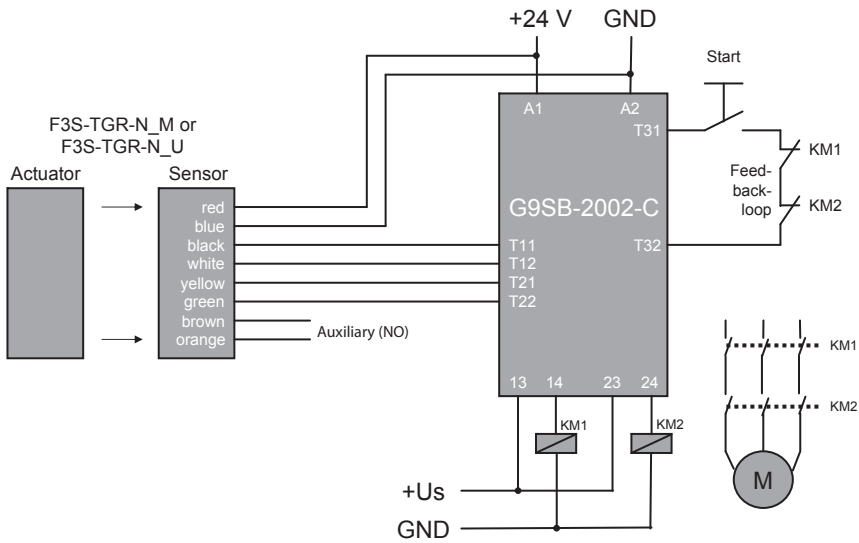 +24 V
GND
Start
A1
A2
T31
F3S-TGR-N_M or
F3S-TGR-N_U
Actuator
Sensor
KM1
Feed-
back-
loop
KM2
red
blue
black
white
yellow
green
brown
orange
G9SB-2002-C
T11
T12
T21
T22
T32
Auxiliary (NO)
13
14
23
24
KM1
KM2
KM1
KM2
M
+Us
GND